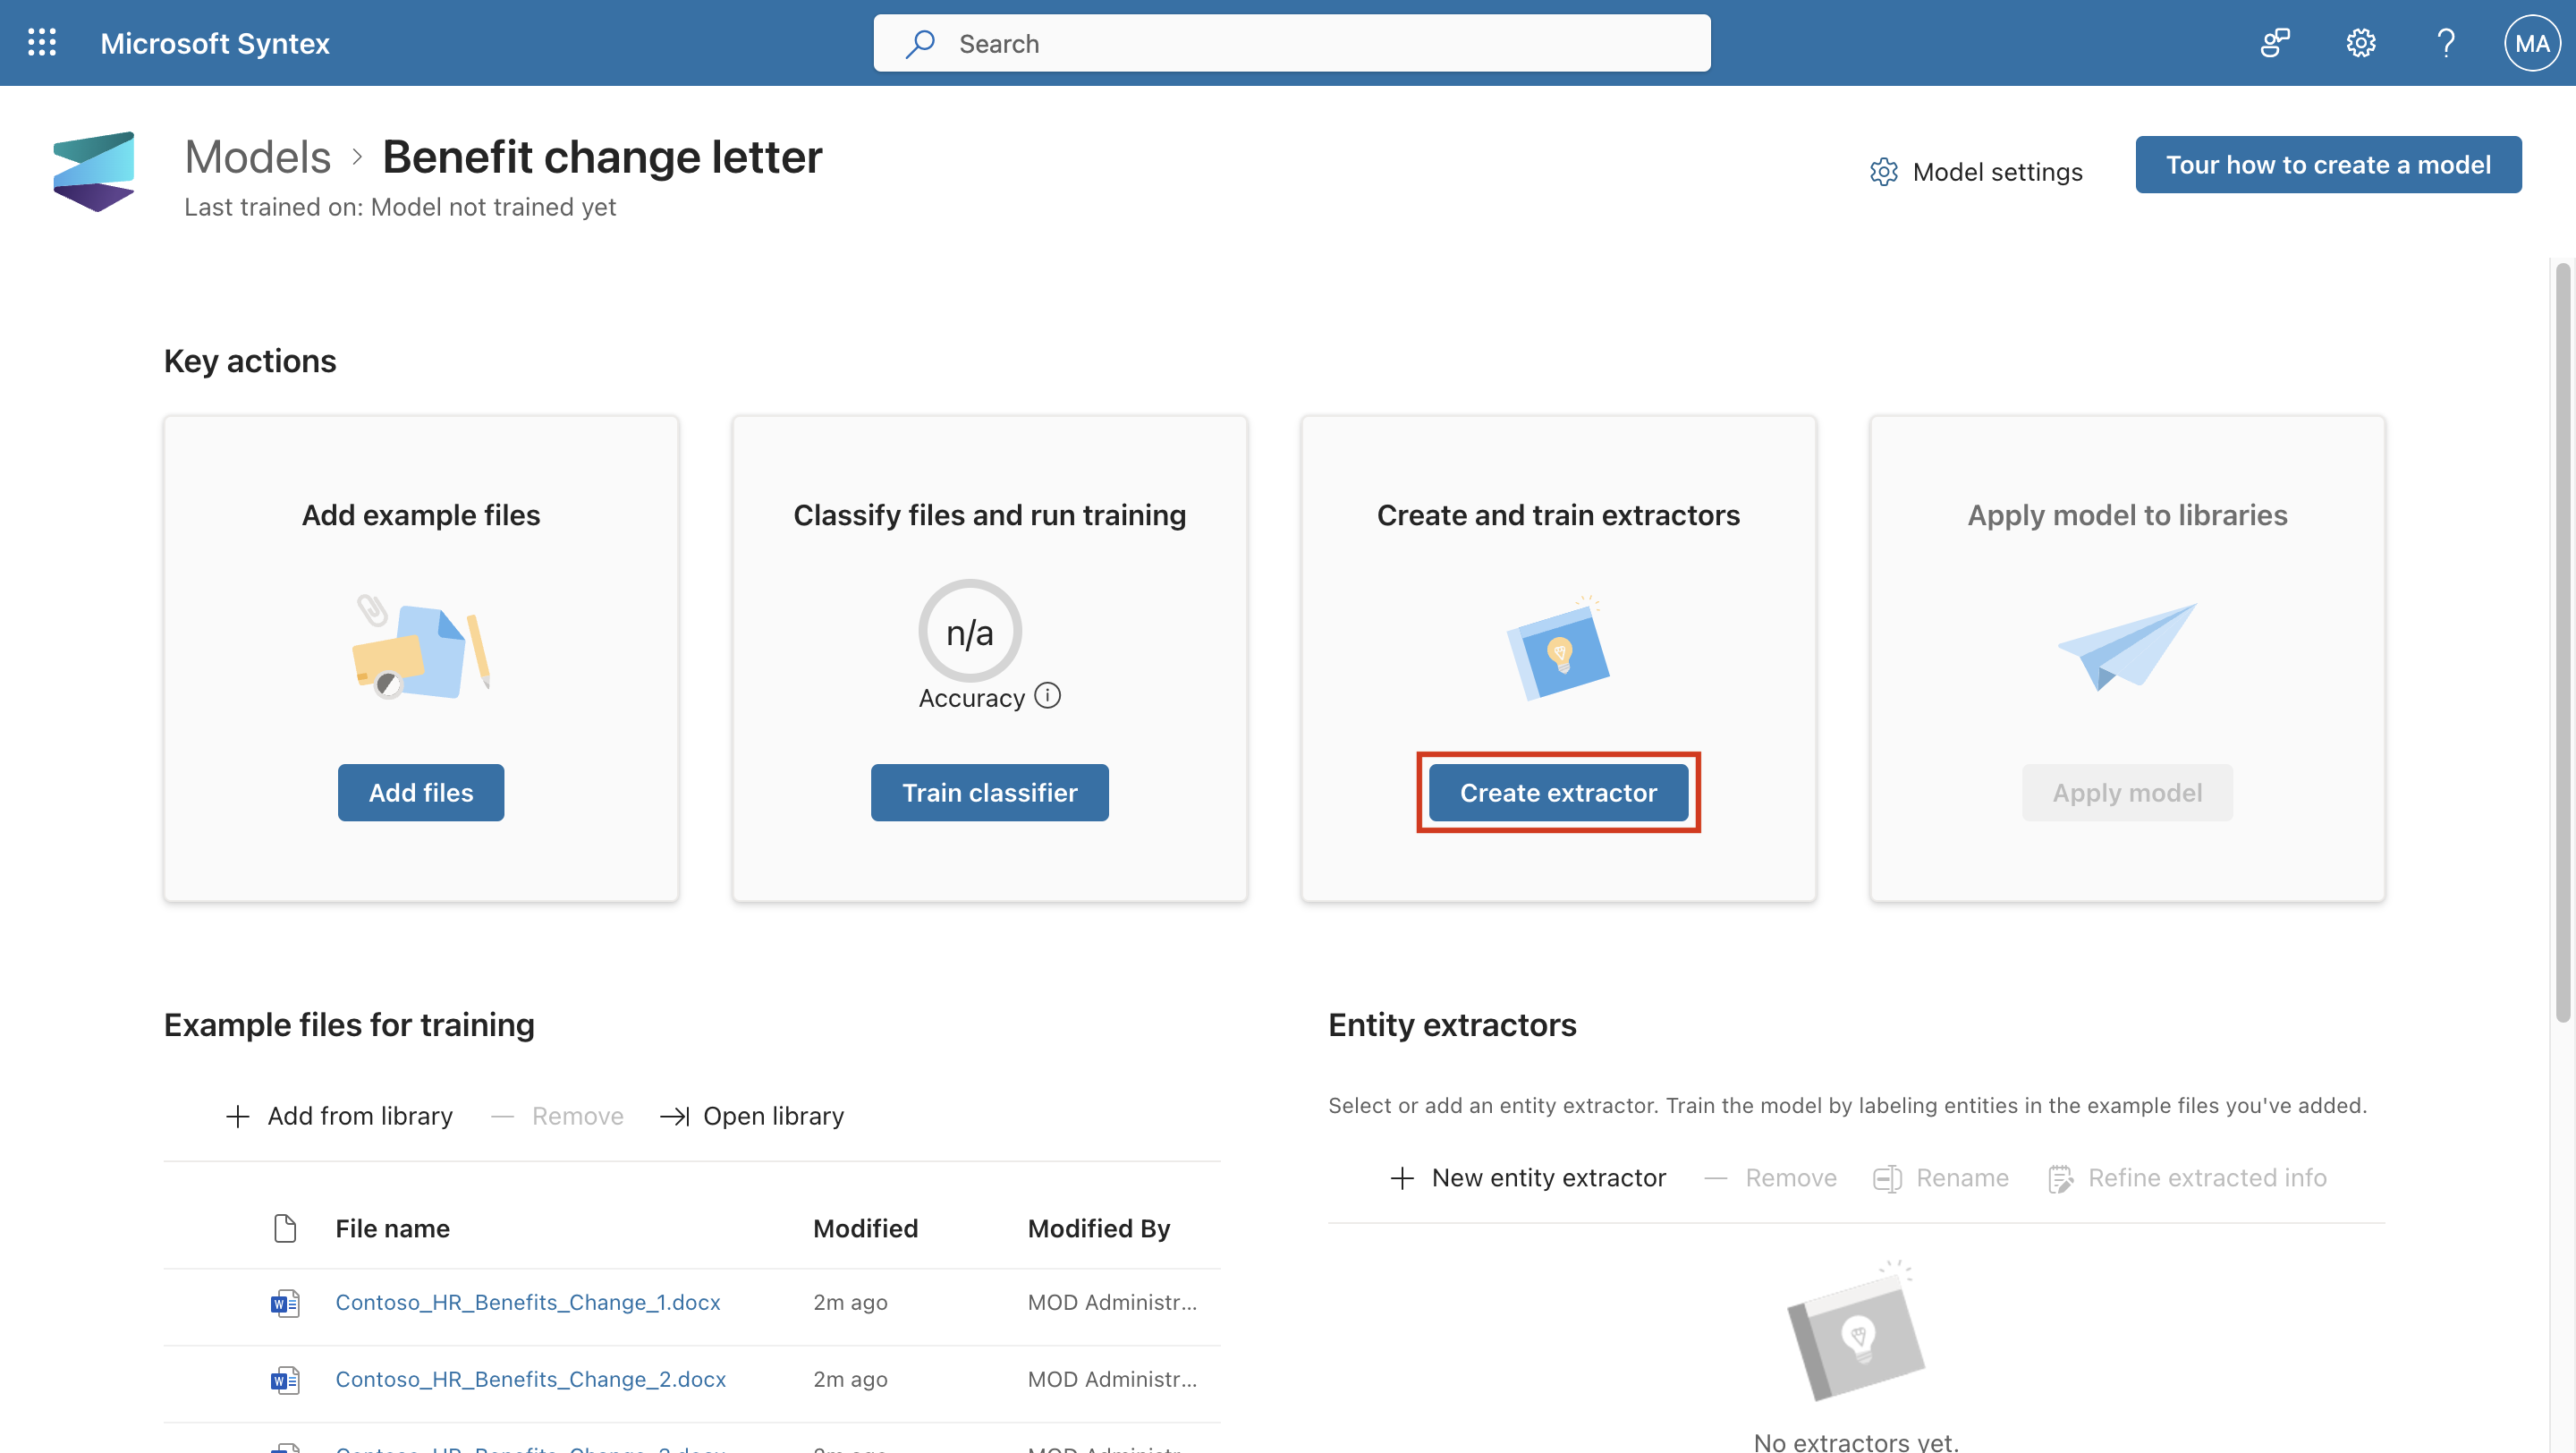 Microsoft Syntex
Search
MA
Models > Benefit change letter
Last trained on: Model not trained yet
Model settings
Tour how to create a model
Key actions
Add example files
Add files
Classify files and run training
n/a
Accuracy
Train classifier
Create and train extractors
Create extractor
Apply model to libraries
Apply model
Example files for training
Add from library
Remove
Open library
File name Modified Modified By
Contoso_HR_Benefits_Change_1.docx 2m ago MOD Administr...
Contoso_HR_Benefits_Change_2.docx 2m ago MOD Administr...
Entity extractors
Select or add an entity extractor. Train the model by labeling entities in the example files you've added.
New entity extractor
Remove
Rename
Refine extracted info
No extractors yet.